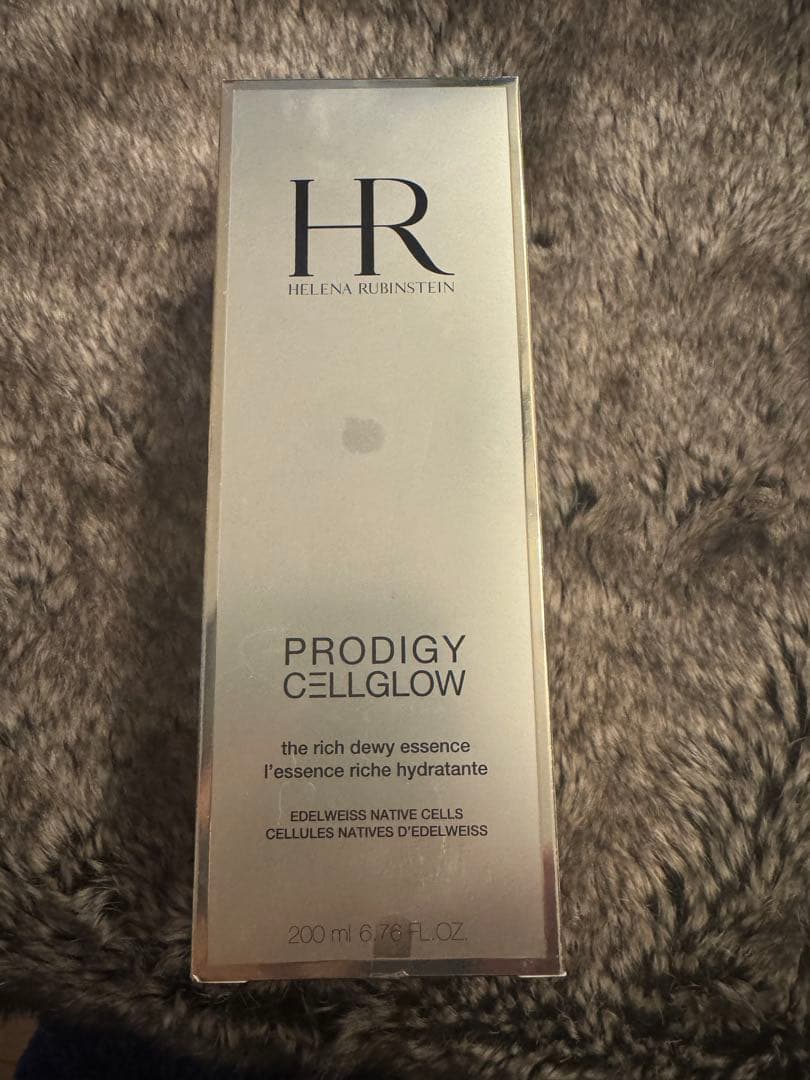 HR
HELENA RUBINSTEIN
PRODIGY
CELLGLOW
the rich dewy essence
l'essence riche hydratante
EDELWEISS NATIVE CELLS
CELLULES NATIVES D'EDELWEISS
200 ml 6.76 FL.OZ.